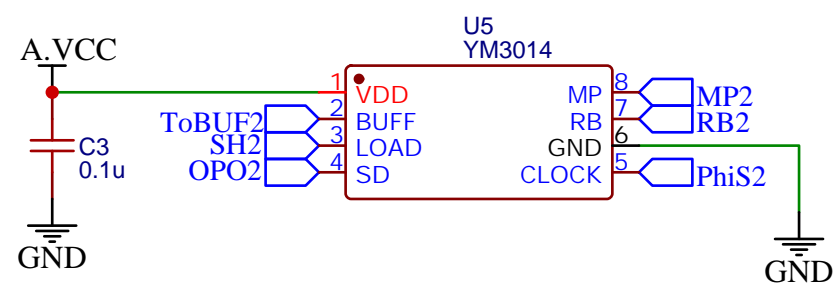 U5
YM3014
A.VCC
1 VDD MP 8 MP2
ToBUF2 2 BUFF RB 7 RB2
SH2 3 LOAD GND 6
OPO2 4 SD CLOCK 5 PhiS2
C3
0.1u
GND
GND